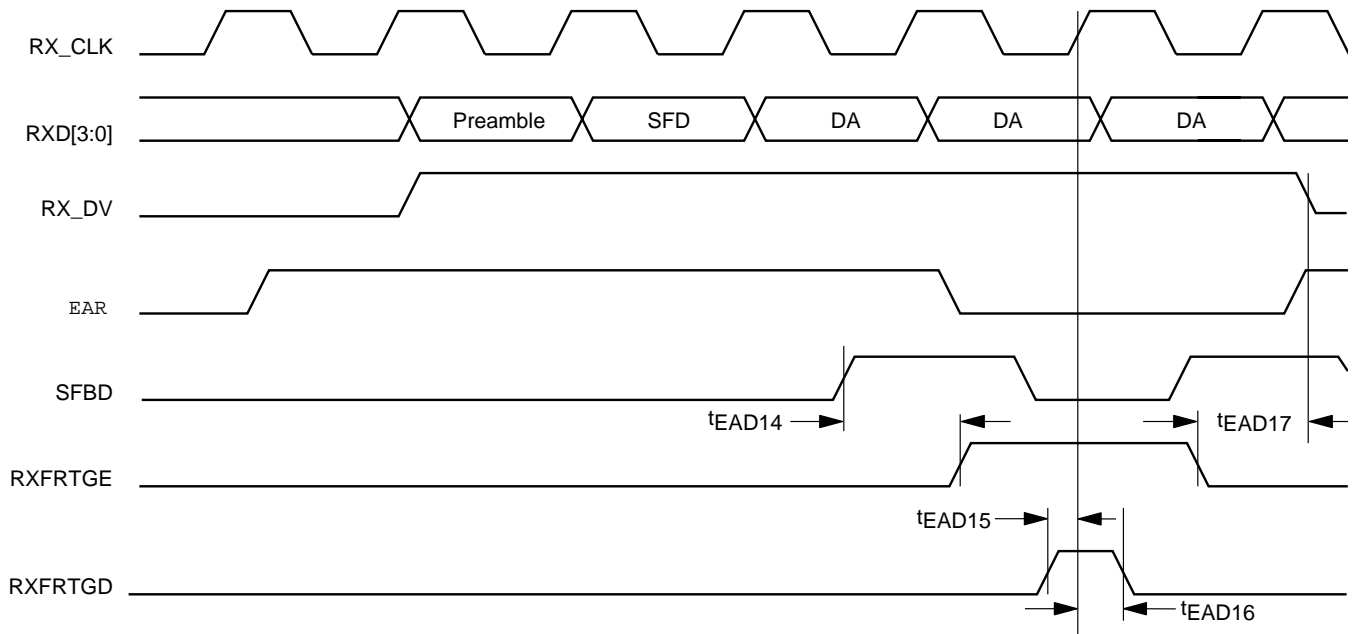 RX_CLK
RXD[3:0]
Preamble
SFD
DA
DA
DA
RX_DV
EAR
SFBD
tEAD14
tEAD17
RXFRTGE
tEAD15
RXFRTGD
tEAD16